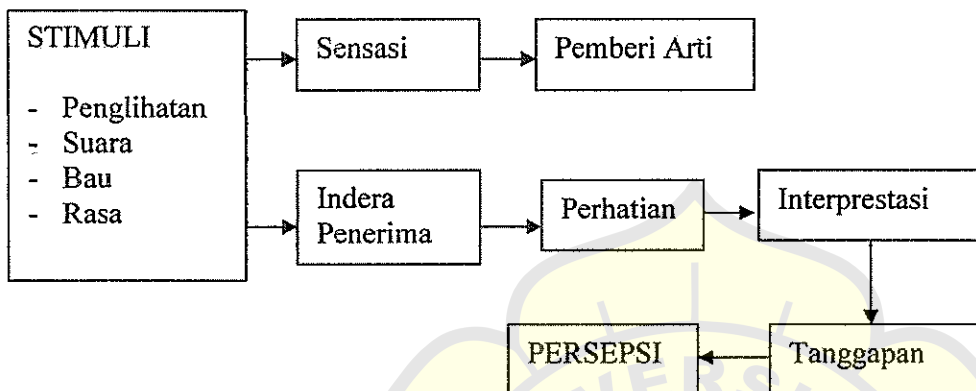 STIMULI
- Penglihatan
- Suara
- Bau
- Rasa
Sensasi
Pemberi Arti
Indera
Penerima
Perhatian
Interprestasi
Tanggapan
PERSEPSI